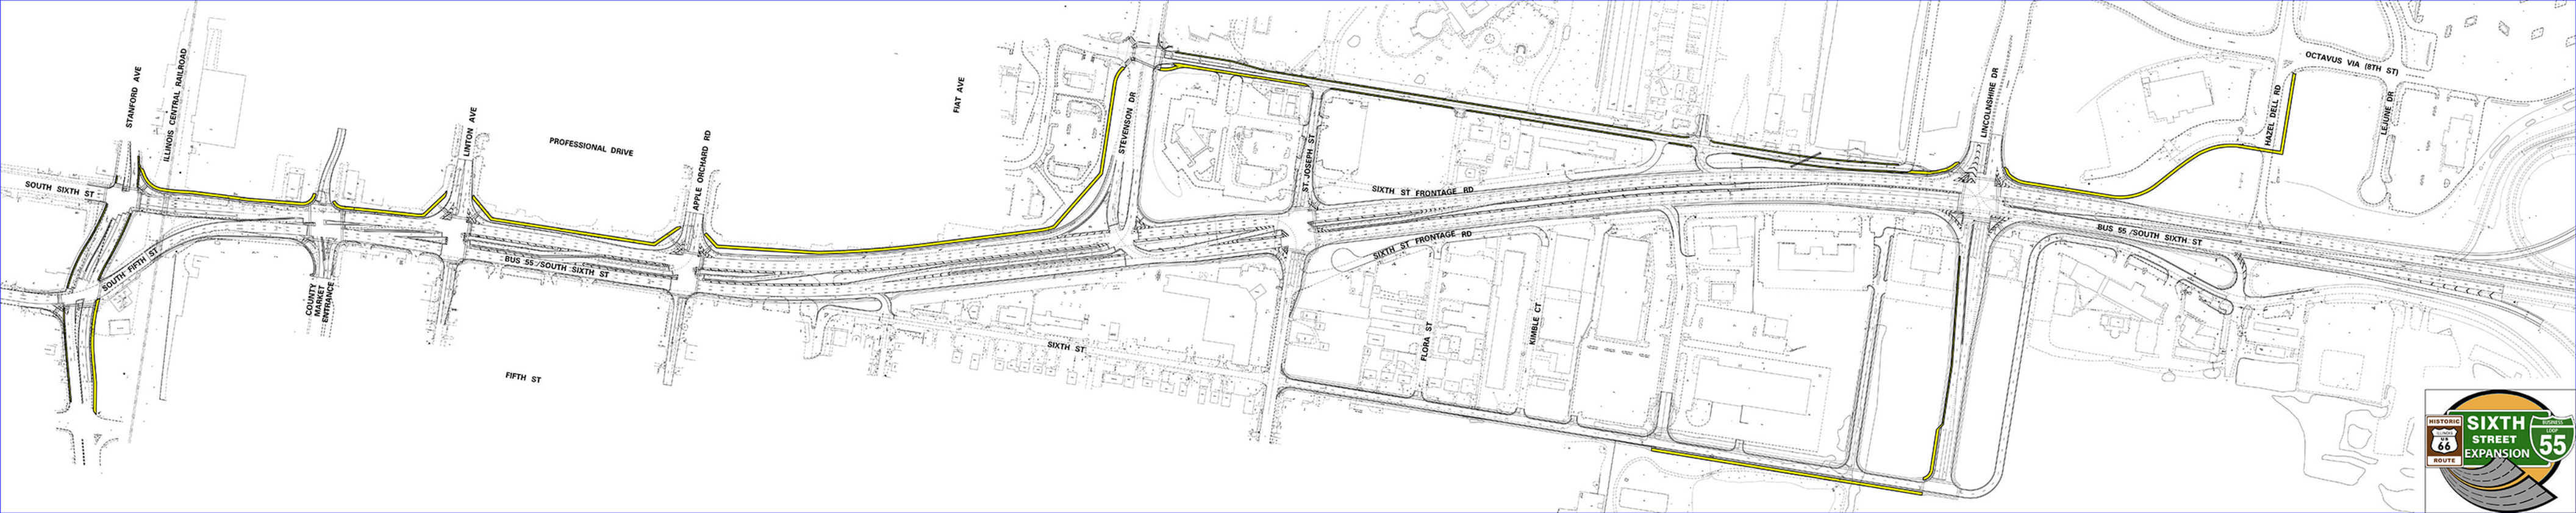 SOUTH SIXTH ST
STANFORD AVE
ILLINOIS CENTRAL RAILROAD
SOUTH FIFTH ST
COUNTY
MARKET
ENTRANCE
LINTON AVE
PROFESSIONAL DRIVE
BUS 55 /SOUTH SIXTH ST
FIFTH ST
APPLE ORCHARD RD
FIAT AVE
SIXTH ST
STEVENSON DR
ST. JOSEPH ST
SIXTH ST FRONTAGE RD
SIXTH ST FRONTAGE RD
FLORA ST
KIMBLE CT
LINCOLNSHIRE DR
BUS 55 /SOUTH SIXTH ST
HAZEL DELL RD
OCTAVUS VIA (8TH ST)
LEJUNE DR
HISTORIC
ILLINOIS
US
66
ROUTE
SIXTH
STREET
EXPANSION
BUSINESS
LOOP
55